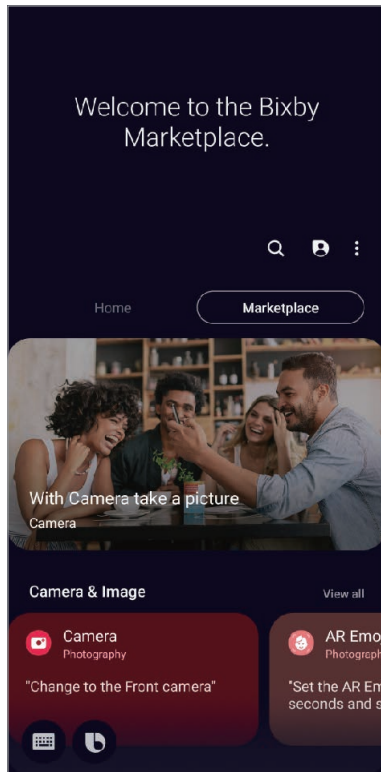 Welcome to the Bixby
Marketplace.
Home
Marketplace
With Camera take a picture
Camera
Camera & Image
View all
Camera
Photography
"Change to the Front camera"
AR Emo
Photograph
"Set the AR Em
seconds and s